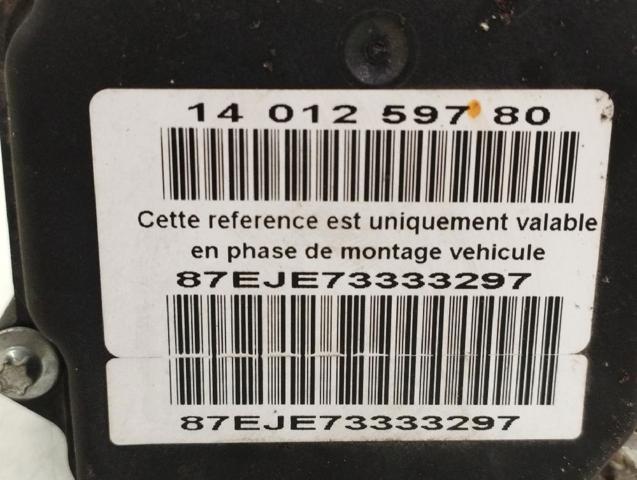 14 012 597 80
Cette reference est uniquement valable
en phase de montage vehicule
87EJE73333297
87EJE73333297